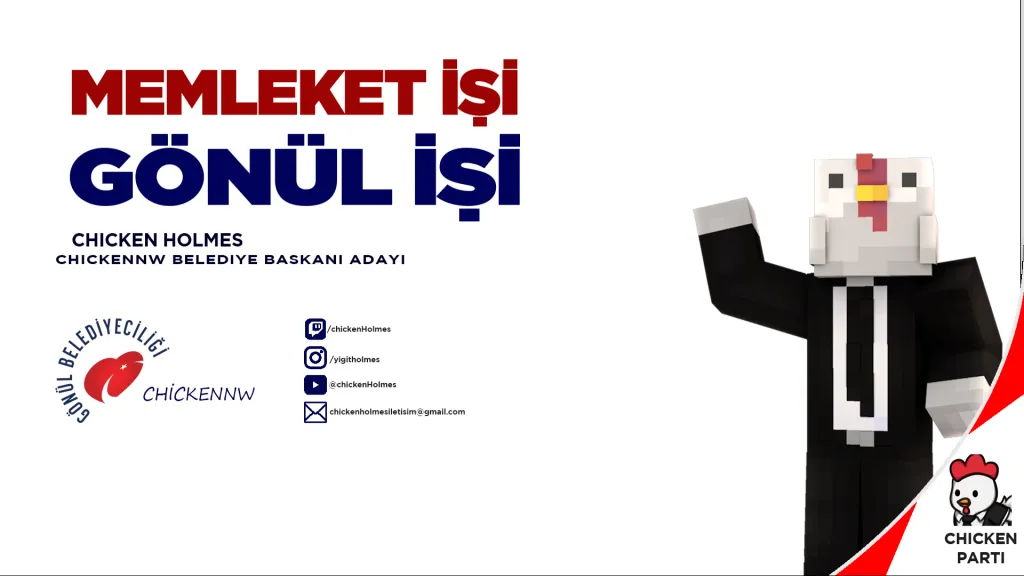 MEMLEKET İŞİ
GÖNÜL İŞİ
CHICKEN HOLMES
CHICKENNW BELEDIYE BASKANI ADAYI
GÖNÜL BELEDİYECİLİĞİ
CHİCKENNW
/chickenHolmes
/yigitholmes
@chickenHolmes
chickenholmesiletisim@gmail.com
CHICKEN
PARTI